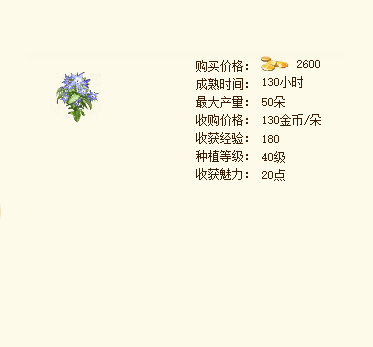 购买价格: 2600
成熟时间: 130小时
最大产量: 50朵
收购价格: 130金币/朵
收获经验: 180
种植等级: 40级
收获魅力: 20点